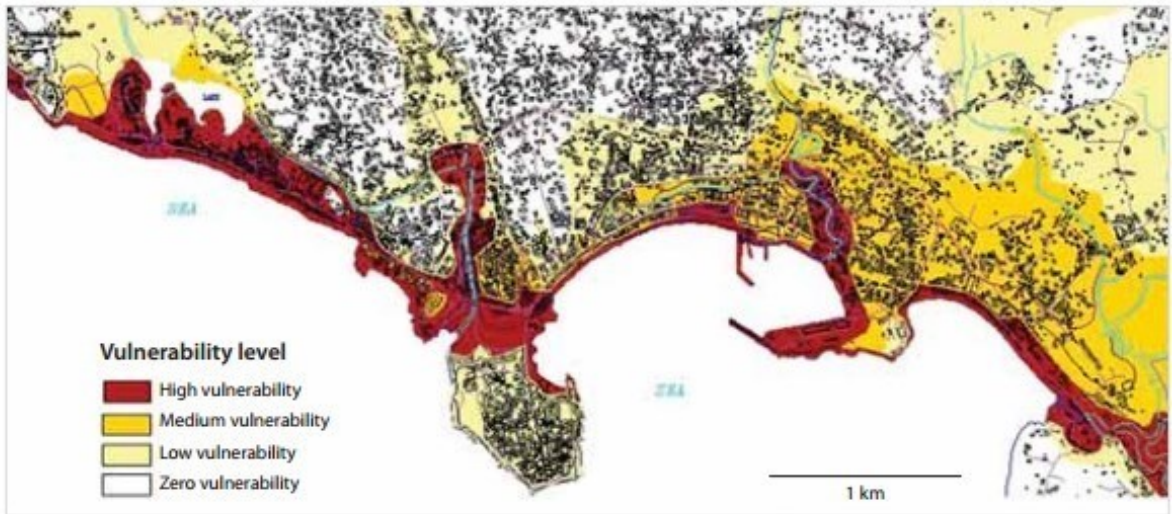 SEA
SEA
Vulnerability level
High vulnerability
Medium vulnerability
Low vulnerability
Zero vulnerability
1 km